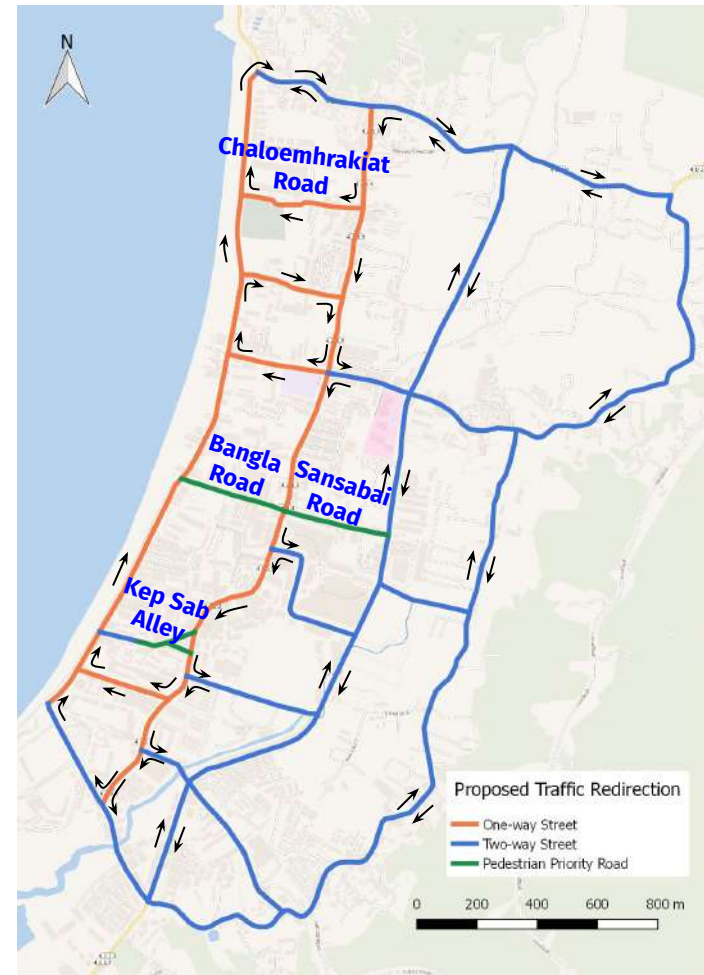 N
Chaloemhrakiat
Road
Bangla
Road
Sansabai
Road
Kep Sab
Alley
Proposed Traffic Redirection
One-way Street
Two-way Street
Pedestrian Priority Road
0 200 400 600 800 m